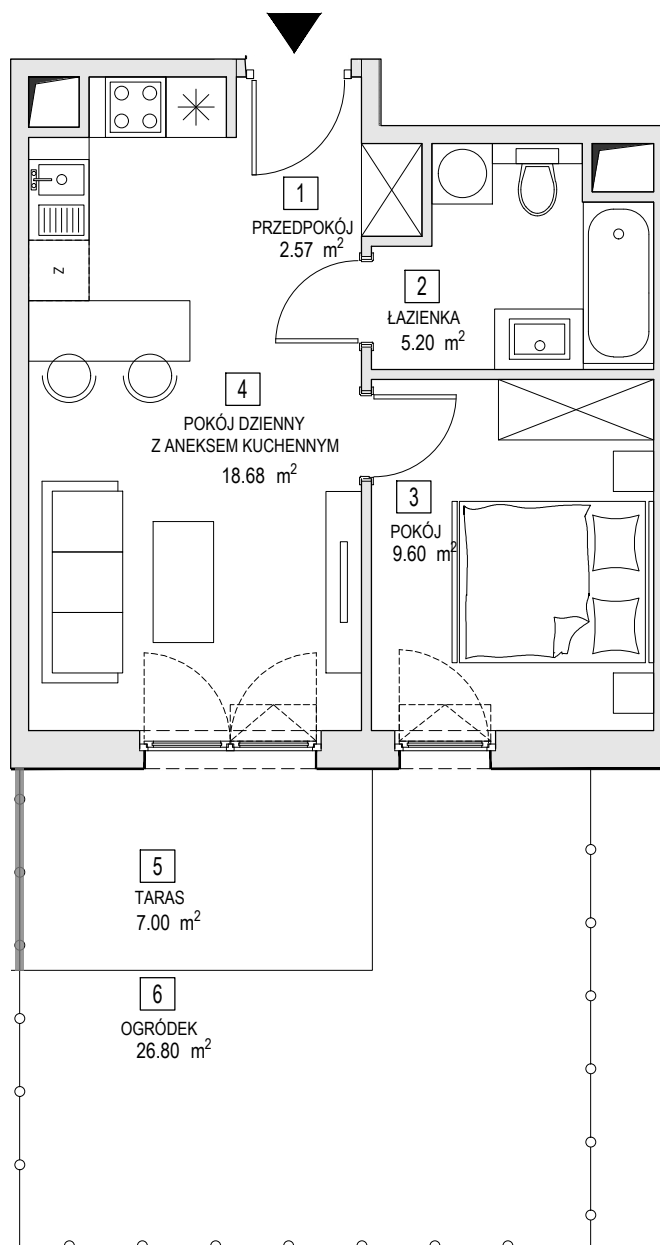 1
PRZEDPOKÓJ
2.57 m²
2
ŁAZIENKA
5.20 m²
Z
4
POKÓJ DZIENNY
Z ANEKSEM KUCHENNYM
18.68 m²
3
POKÓJ
9.60 m²
5
TARAS
7.00 m²
6
OGRÓDEK
26.80 m²